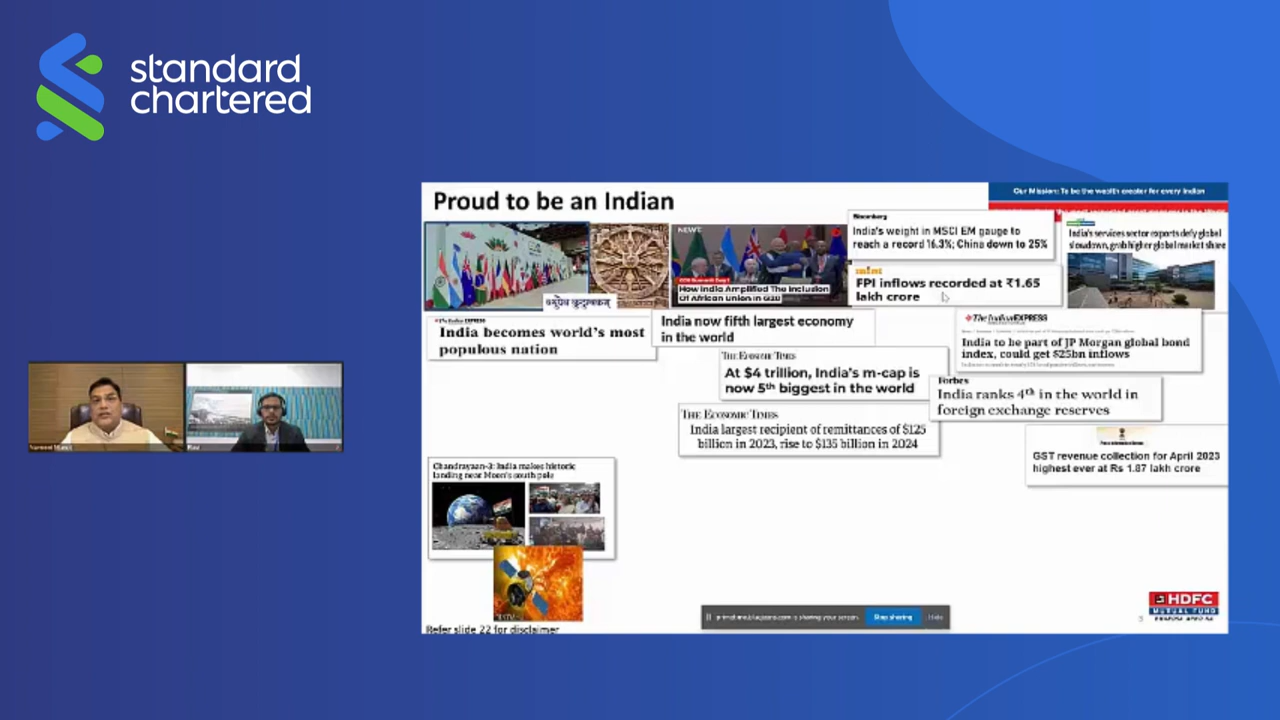 standard
chartered
Proud to be an Indian
Our Mission: To be the wealth creator for every Indian
NEWS
How India Amplified The Inclusion
Of African Union in G20
वसुधैव कुटुम्बकम्
Bloomberg
India's weight in MSCI EM gauge to
reach a record 16.3%; China down to 25%
mint
FPI inflows recorded at ₹1.65
lakh crore
India's services sector exports defy global
slowdown, grab higher global market share
The Indian EXPRESS
India becomes world's most
populous nation
India now fifth largest economy
in the world
The Indian EXPRESS
India to be part of JP Morgan global bond
index, could get $25bn inflows
THE ECONOMIC TIMES
At $4 trillion, India's m-cap is
now 5th biggest in the world
Forbes
India ranks 4th in the world in
foreign exchange reserves
THE ECONOMIC TIMES
India largest recipient of remittances of $125
billion in 2023, rise to $135 billion in 2024
GST revenue collection for April 2023
highest ever at Rs 1.87 lakh crore
Chandrayaan-3: India makes historic
landing near Moon's south pole
is sharing your screen.
Stop sharing
Hide
HDFC
MUTUAL FUND
Refer slide 22 for disclaimer